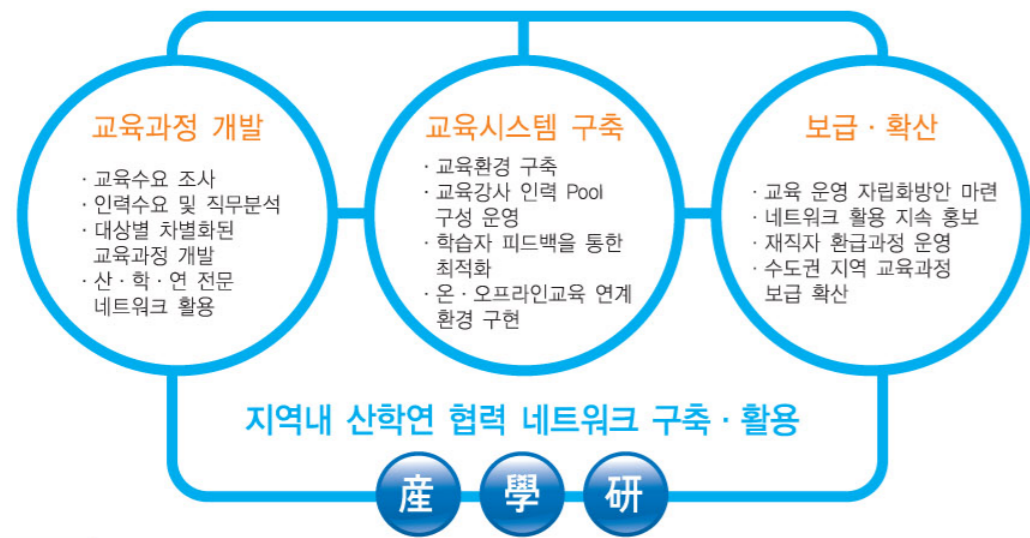 교육과정 개발
· 교육수요 조사
· 인력수요 및 직무분석
· 대상별 차별화된
교육과정 개발
· 산 · 학 · 연 전문
네트워크 활용
교육시스템 구축
· 교육환경 구축
· 교육강사 인력 Pool
구성 운영
· 학습자 피드백을 통한
최적화
· 온 · 오프라인교육 연계
환경 구현
보급 · 확산
· 교육 운영 자립화방안 마련
· 네트워크 활용 지속 홍보
· 재직자 환급과정 운영
· 수도권 지역 교육과정
보급 확산
지역내 산학연 협력 네트워크 구축 · 활용
産 學 研